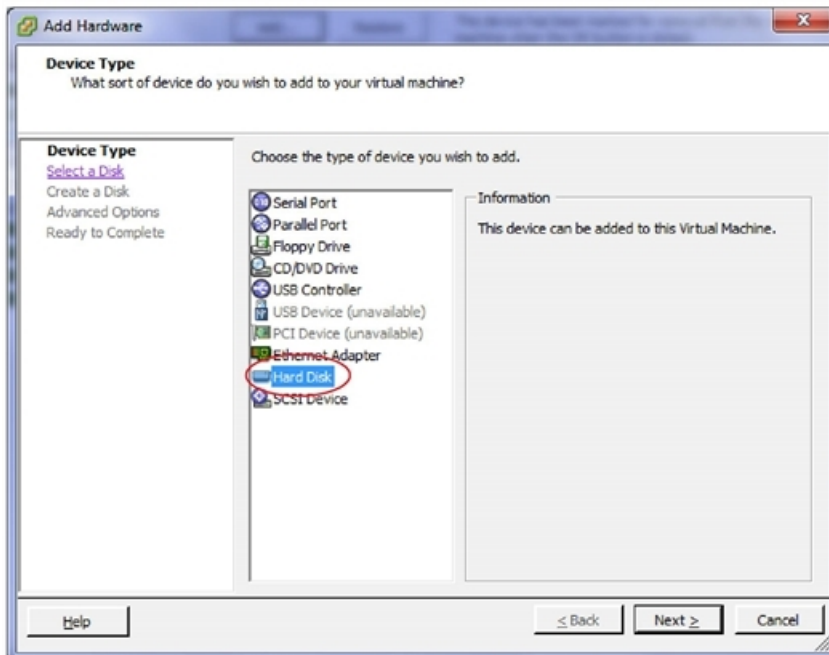 Add Hardware
Device Type
What sort of device do you wish to add to your virtual machine?
Device Type
Select a Disk
Create a Disk
Advanced Options
Ready to Complete
Choose the type of device you wish to add.
Serial Port
Parallel Port
Floppy Drive
CD/DVD Drive
USB Controller
USB Device (unavailable)
PCI Device (unavailable)
Ethernet Adapter
Hard Disk
SCSI Device
Information
This device can be added to this Virtual Machine.
Help
< Back
Next >
Cancel